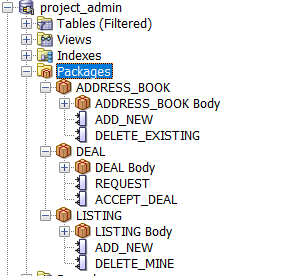 project_admin
Tables (Filtered)
Views
Indexes
Packages
ADDRESS_BOOK
ADDRESS_BOOK Body
ADD_NEW
DELETE_EXISTING
DEAL
DEAL Body
REQUEST
ACCEPT_DEAL
LISTING
LISTING Body
ADD_NEW
DELETE_MINE